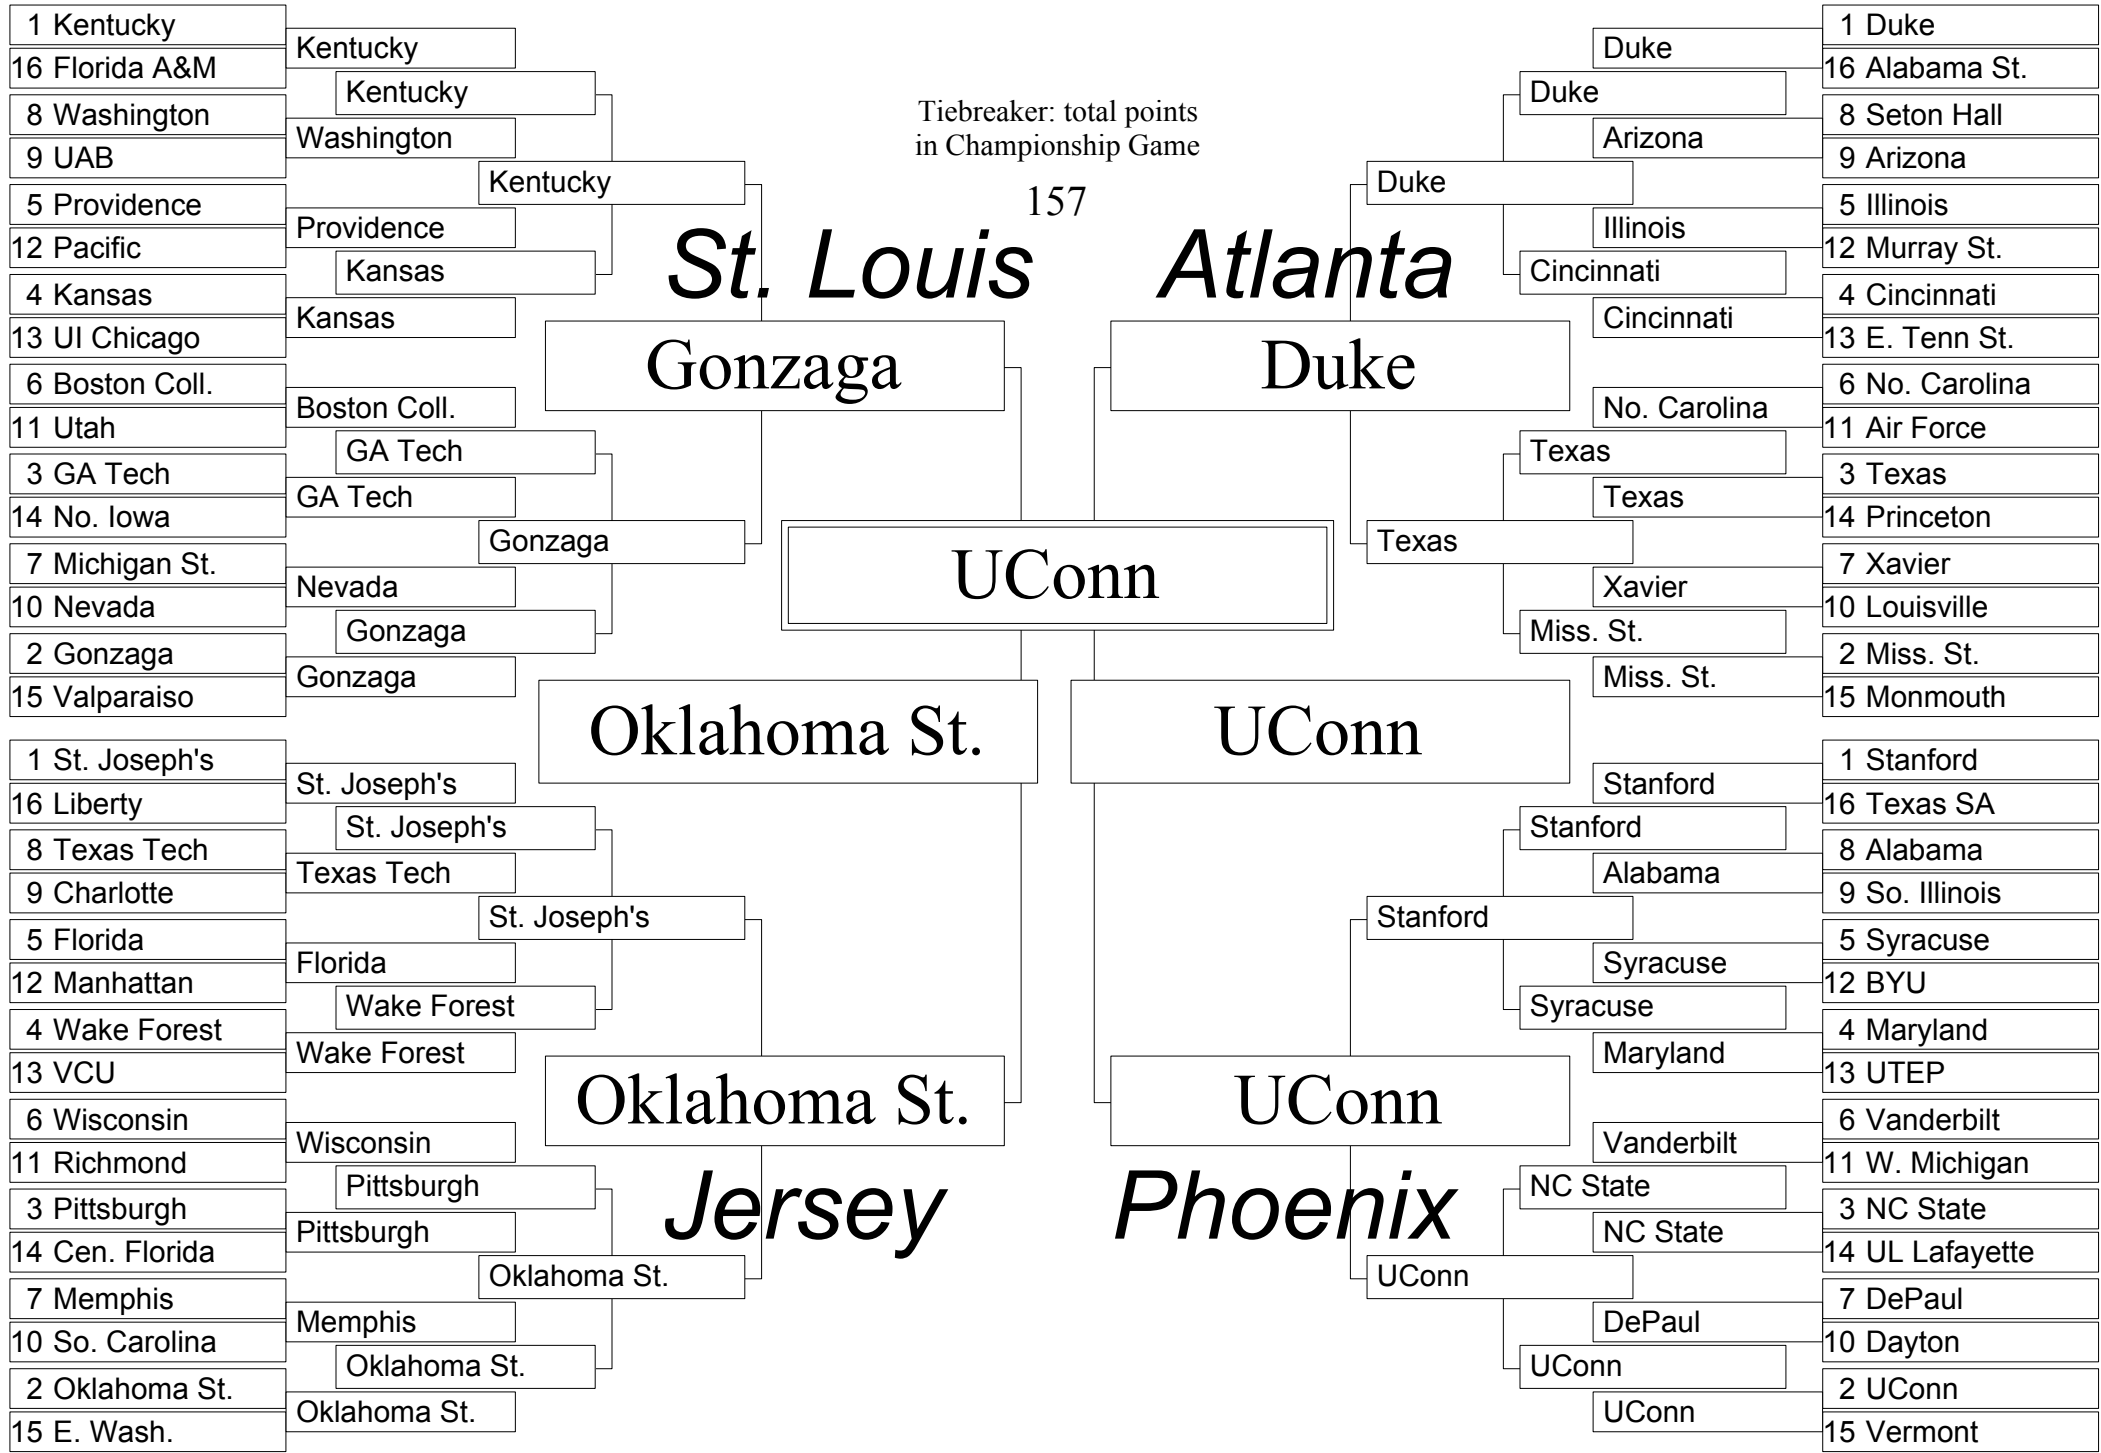 1 Kentucky
16 Florida A&M
8 Washington
9 UAB
5 Providence
12 Pacific
4 Kansas
13 UI Chicago
6 Boston Coll.
11 Utah
3 GA Tech
14 No. Iowa
7 Michigan St.
10 Nevada
2 Gonzaga
15 Valparaiso
1 St. Joseph's
16 Liberty
8 Texas Tech
9 Charlotte
5 Florida
12 Manhattan
4 Wake Forest
13 VCU
6 Wisconsin
11 Richmond
3 Pittsburgh
14 Cen. Florida
7 Memphis
10 So. Carolina
2 Oklahoma St.
15 E. Wash.
Kentucky
Washington
Providence
Kansas
Boston Coll.
GA Tech
Nevada
Gonzaga
St. Joseph's
Texas Tech
Florida
Wake Forest
Wisconsin
Pittsburgh
Memphis
Oklahoma St.
Kentucky
Kansas
GA Tech
Gonzaga
St. Joseph's
Wake Forest
Pittsburgh
Oklahoma St.
Kentucky
Gonzaga
St. Joseph's
Oklahoma St.
St. Louis
Gonzaga
Oklahoma St.
Oklahoma St.
Jersey
Tiebreaker: total points
in Championship Game
157
UConn
Atlanta
Duke
UConn
UConn
Phoenix
Duke
Texas
Stanford
UConn
Duke
Cincinnati
Texas
Miss. St.
Stanford
Syracuse
NC State
UConn
Duke
Arizona
Illinois
Cincinnati
No. Carolina
Texas
Xavier
Miss. St.
Stanford
Alabama
Syracuse
Maryland
Vanderbilt
NC State
DePaul
UConn
1 Duke
16 Alabama St.
8 Seton Hall
9 Arizona
5 Illinois
12 Murray St.
4 Cincinnati
13 E. Tenn St.
6 No. Carolina
11 Air Force
3 Texas
14 Princeton
7 Xavier
10 Louisville
2 Miss. St.
15 Monmouth
1 Stanford
16 Texas SA
8 Alabama
9 So. Illinois
5 Syracuse
12 BYU
4 Maryland
13 UTEP
6 Vanderbilt
11 W. Michigan
3 NC State
14 UL Lafayette
7 DePaul
10 Dayton
2 UConn
15 Vermont